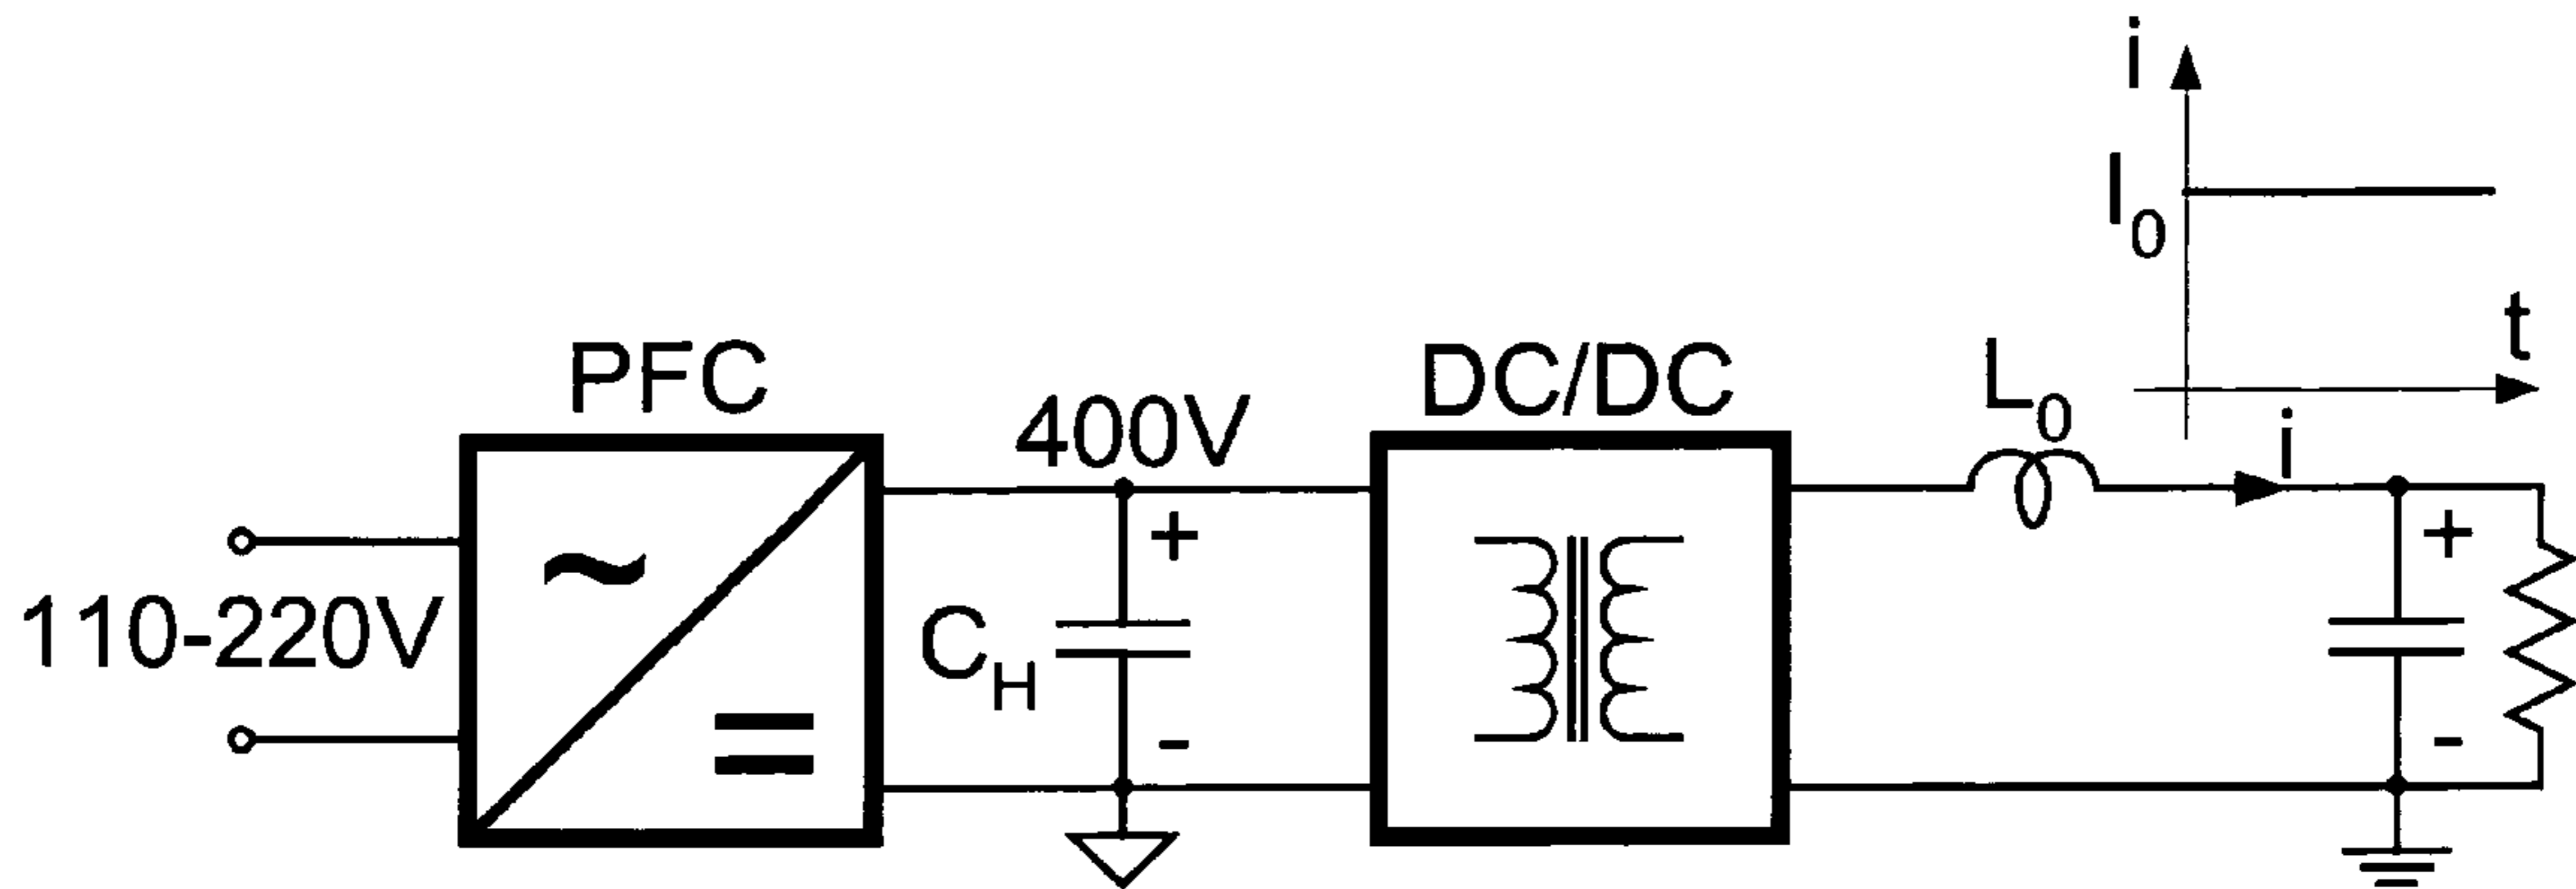 i
I0
t
PFC
400V
DC/DC
L0
i
+
+
~
110-220V
CH
=
-
-